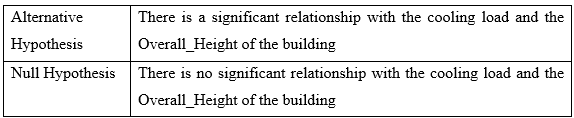 Alternative Hypothesis
There is a significant relationship with the cooling load and the
Overall_Height of the building
Null Hypothesis
There is no significant relationship with the cooling load and the
Overall_Height of the building